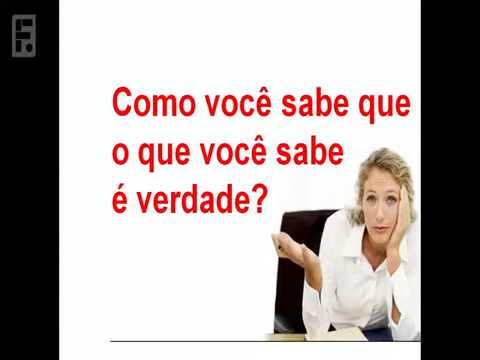 Como você sabe que
o que você sabe
é verdade?